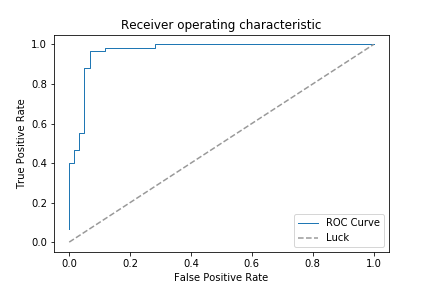 Receiver operating characteristic
True Positive Rate
1.0
0.8
0.6
0.4
0.2
0.0
0.0 0.2 0.4 0.6 0.8 1.0
False Positive Rate
ROC Curve
Luck